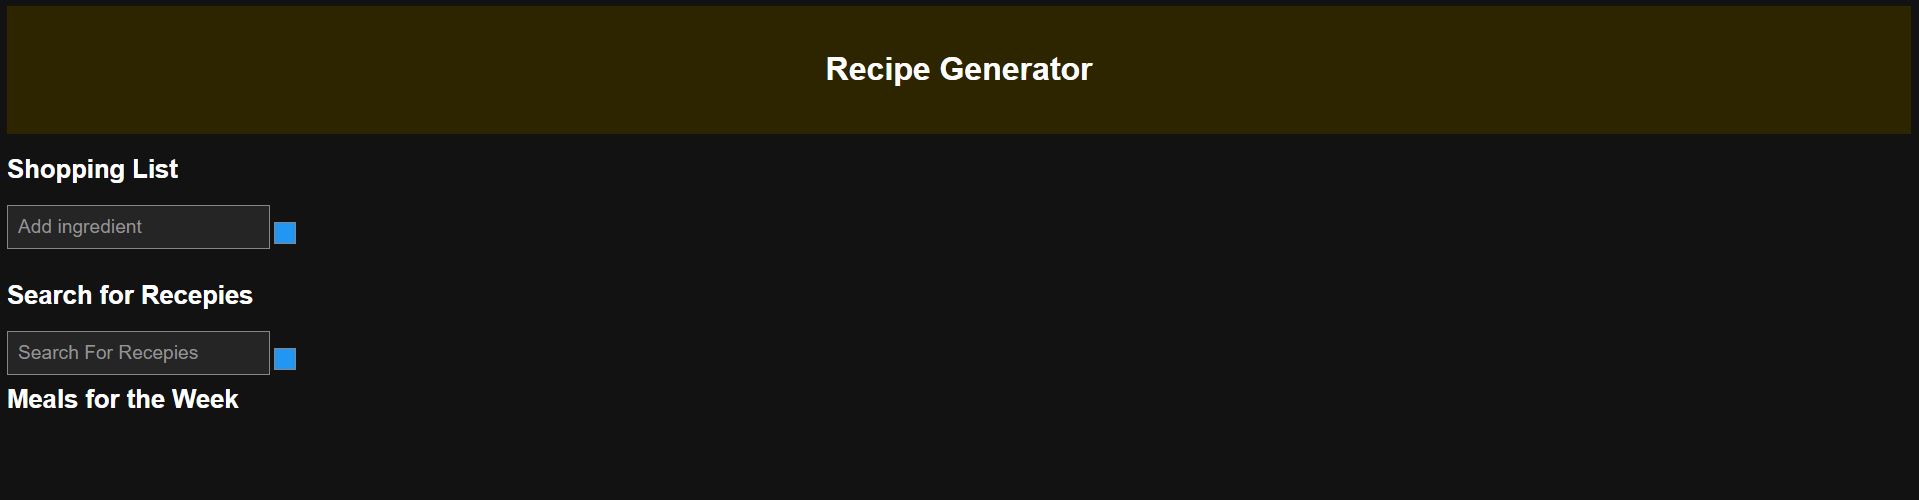 Recipe Generator
Shopping List
Add ingredient
Search for Recepies
Search For Recepies
Meals for the Week